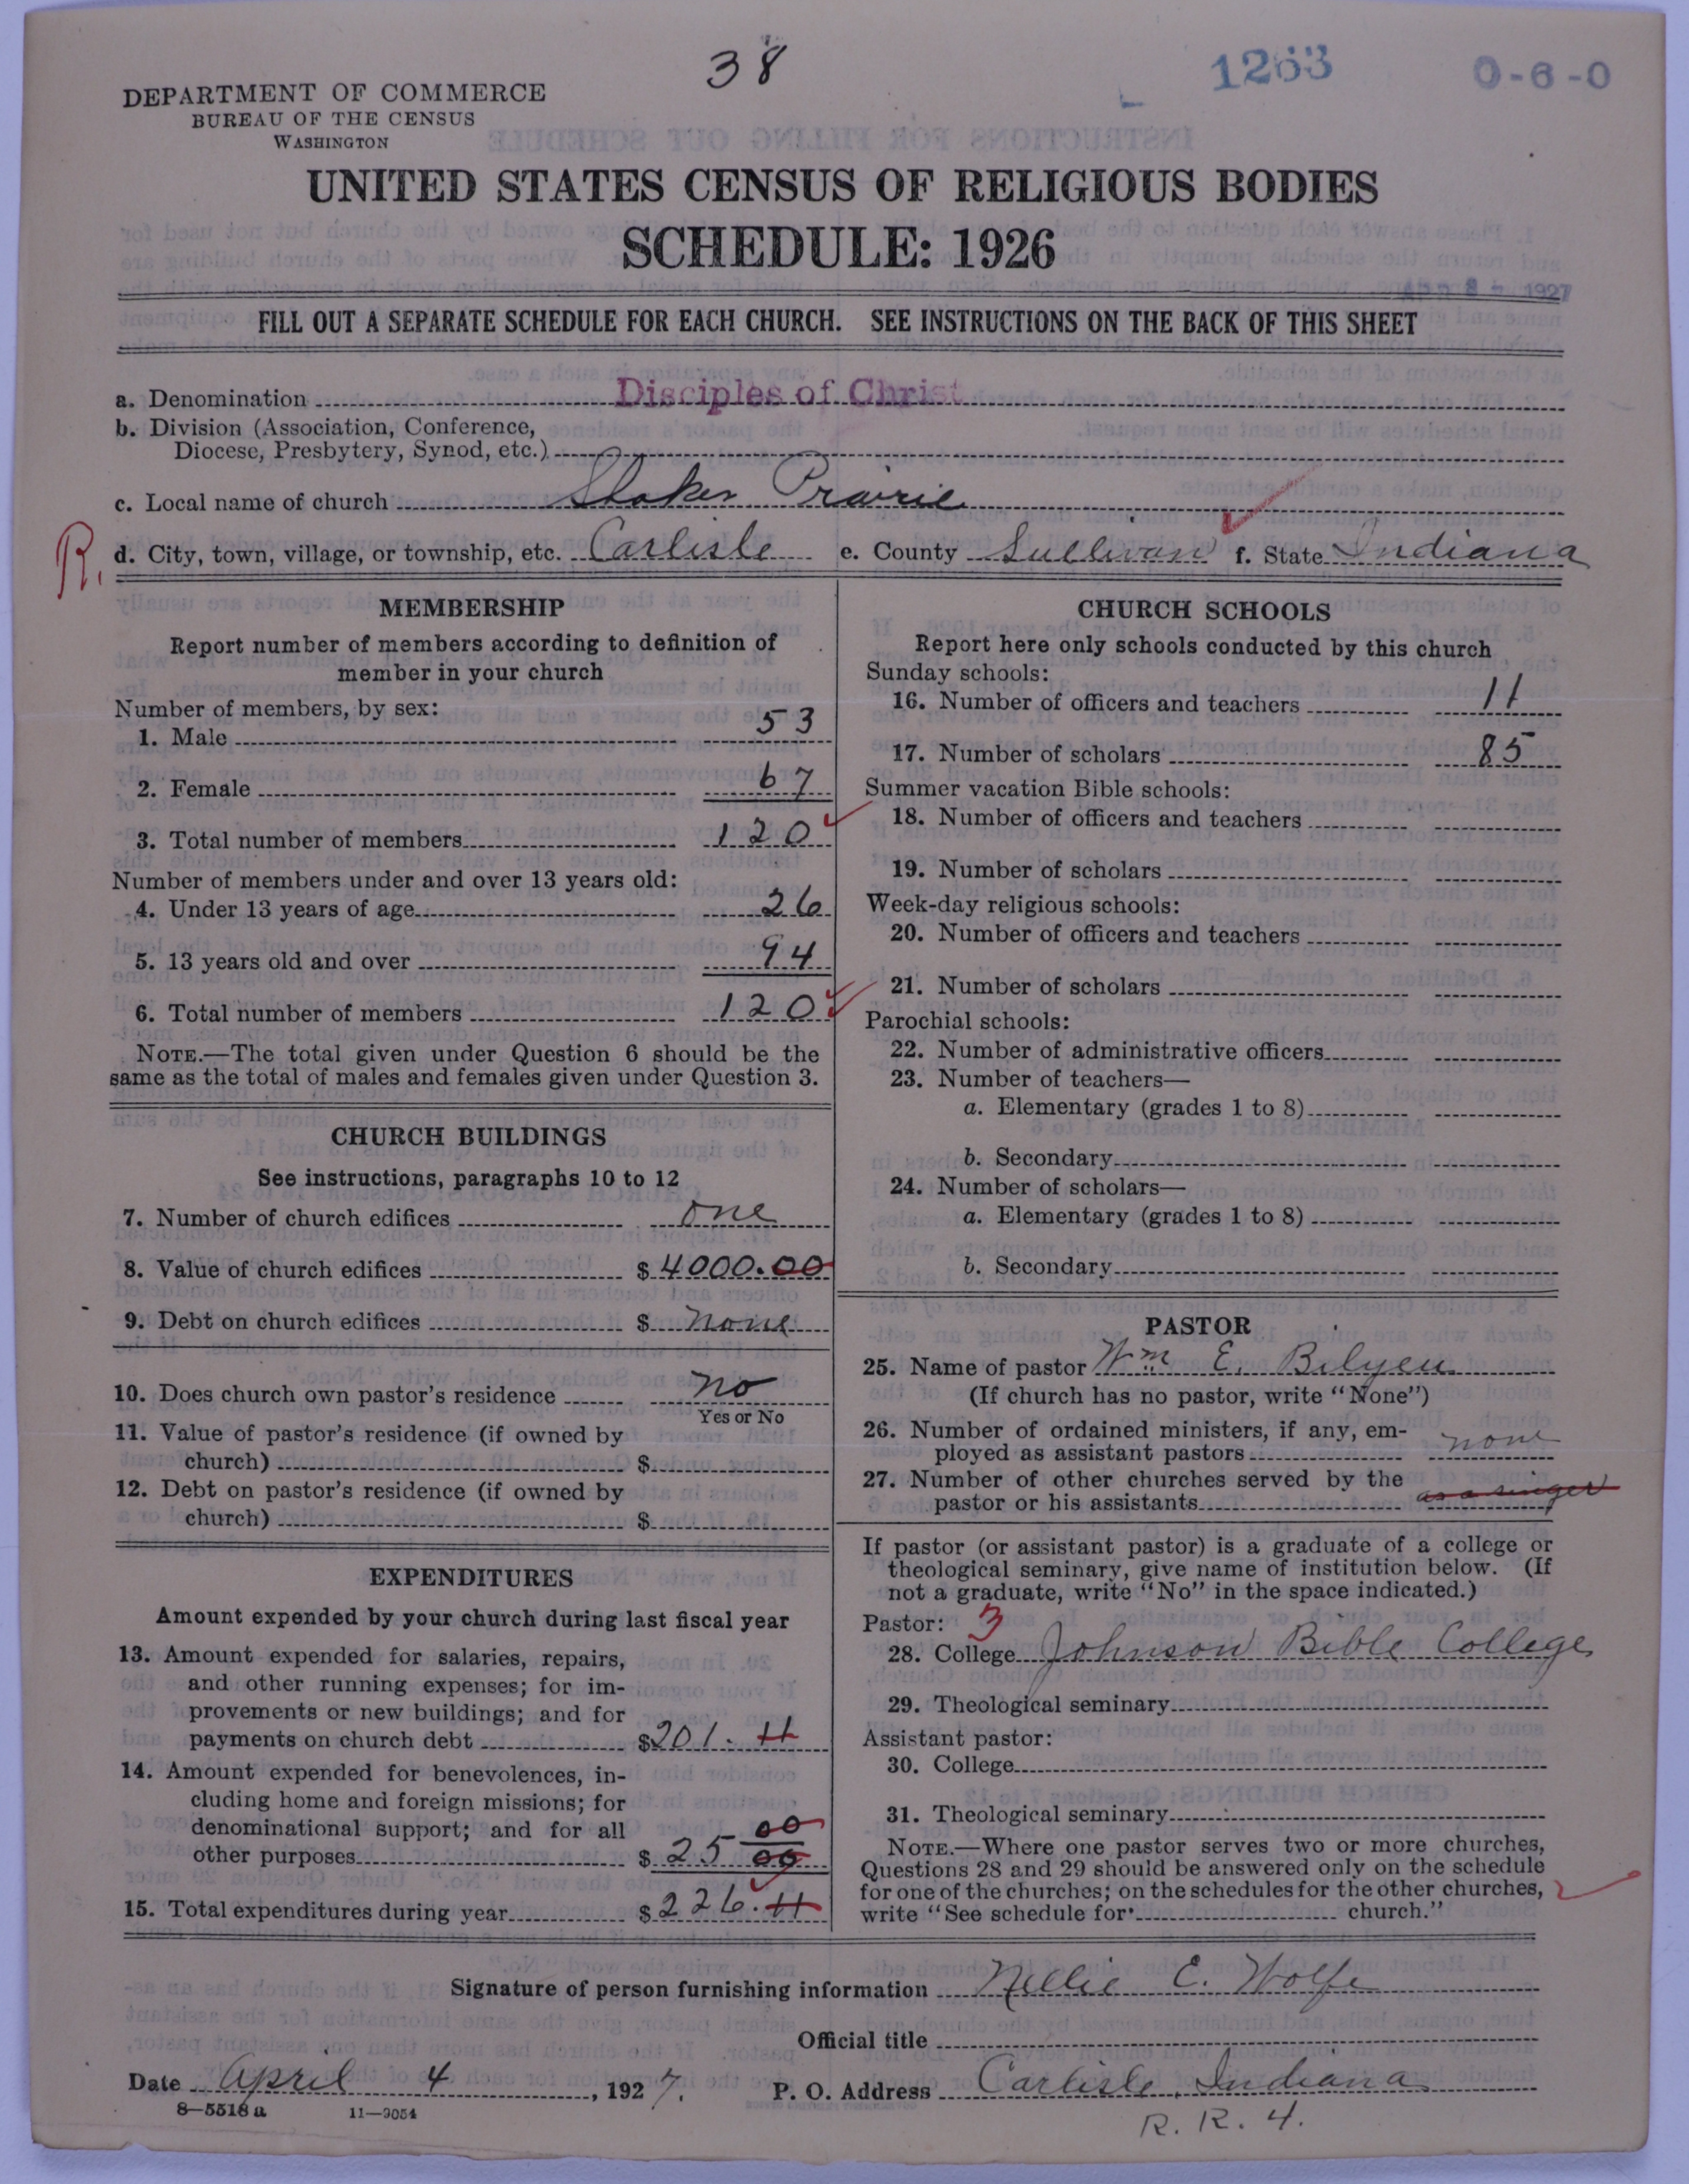 38
1263
0-6-0
DEPARTMENT OF COMMERCE
BUREAU OF THE CENSUS
WASHINGTON
UNITED STATES CENSUS OF RELIGIOUS BODIES
SCHEDULE: 1926
1927
FILL OUT A SEPARATE SCHEDULE FOR EACH CHURCH. SEE INSTRUCTIONS ON THE BACK OF THIS SHEET
a. Denomination Disciples of Christ
b. Division (Association, Conference,
Diocese, Presbytery, Synod, etc.)
c. Local name of church Shaker Prairie
R. d. City, town, village, or township, etc. Carlisle e. County Sullivan f. State Indiana
MEMBERSHIP
Report number of members according to definition of
member in your church
Number of members, by sex:
1. Male 53
2. Female 67
3. Total number of members 120
Number of members under and over 13 years old:
4. Under 13 years of age 26
5. 13 years old and over 94
6. Total number of members 120
NOTE.—The total given under Question 6 should be the
same as the total of males and females given under Question 3.
CHURCH BUILDINGS
See instructions, paragraphs 10 to 12
7. Number of church edifices one
8. Value of church edifices $ 4000.00
9. Debt on church edifices $ none
10. Does church own pastor's residence no
Yes or No
11. Value of pastor's residence (if owned by
church) $
12. Debt on pastor's residence (if owned by
church) $
EXPENDITURES
Amount expended by your church during last fiscal year
13. Amount expended for salaries, repairs,
and other running expenses; for im-
provements or new buildings; and for
payments on church debt $201.11
14. Amount expended for benevolences, in-
cluding home and foreign missions; for
denominational support; and for all 00
other purposes $ 25 00
15. Total expenditures during year $ 226.11
CHURCH SCHOOLS
Report here only schools conducted by this church
Sunday schools:
16. Number of officers and teachers 11
17. Number of scholars 85
Summer vacation Bible schools:
18. Number of officers and teachers
19. Number of scholars
Week-day religious schools:
20. Number of officers and teachers
21. Number of scholars
Parochial schools:
22. Number of administrative officers
23. Number of teachers—
a. Elementary (grades 1 to 8)
b. Secondary
24. Number of scholars—
a. Elementary (grades 1 to 8)
b. Secondary
PASTOR
25. Name of pastor Wm E. Bilyeu
(If church has no pastor, write "None")
26. Number of ordained ministers, if any, em-
ployed as assistant pastors none
27. Number of other churches served by the
pastor or his assistants as a singer
If pastor (or assistant pastor) is a graduate of a college or
theological seminary, give name of institution below. (If
not a graduate, write "No" in the space indicated.)
Pastor: 3
28. College Johnson Bible College
29. Theological seminary
Assistant pastor:
30. College
31. Theological seminary
NOTE.—Where one pastor serves two or more churches,
Questions 28 and 29 should be answered only on the schedule
for one of the churches; on the schedules for the other churches,
write "See schedule for church."
Signature of person furnishing information Nellie E. Wolfe
Official title
Date April 4, 1927. P. O. Address Carlisle, Indiana
8—5518 a 11—9054
R. R. 4.